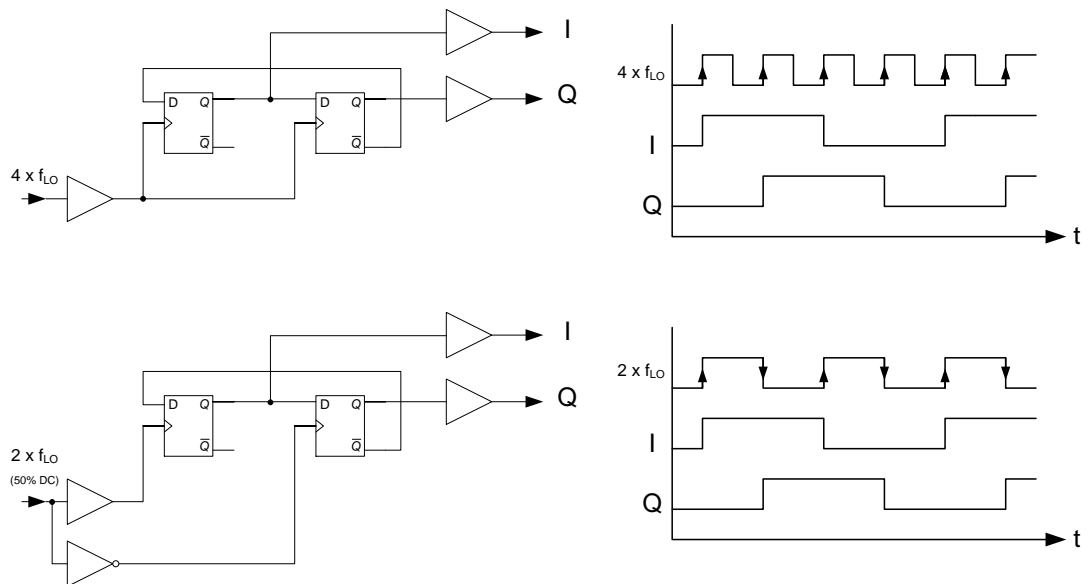 I
Q
D Q
Q̅
D Q
Q̅
4 x fLO
4 x fLO
I
Q
t
I
Q
D Q
Q̅
D Q
Q̅
2 x fLO
(50% DC)
2 x fLO
I
Q
t